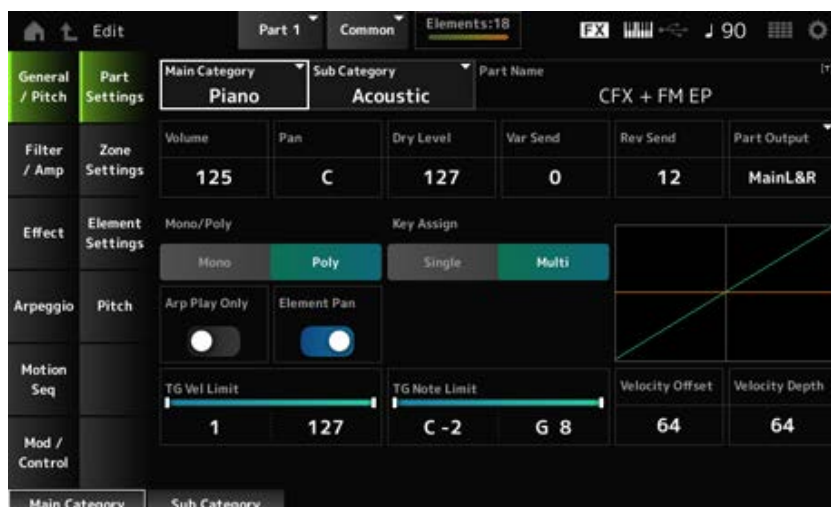 Edit
Part 1
Common
Elements:18
FX
90
General / Pitch
Part Settings
Main Category
Piano
Sub Category
Acoustic
Part Name
CFX + FM EP
Filter / Amp
Zone Settings
Volume
125
Pan
C
Dry Level
127
Var Send
0
Rev Send
12
Part Output
MainL&R
Effect
Element Settings
Mono/Poly
Mono
Poly
Key Assign
Single
Multi
Arpeggio
Pitch
Arp Play Only
Element Pan
Motion Seq
TG Vel Limit
1
127
TG Note Limit
C -2
G 8
Velocity Offset
64
Velocity Depth
64
Mod / Control
Main Category
Sub Category